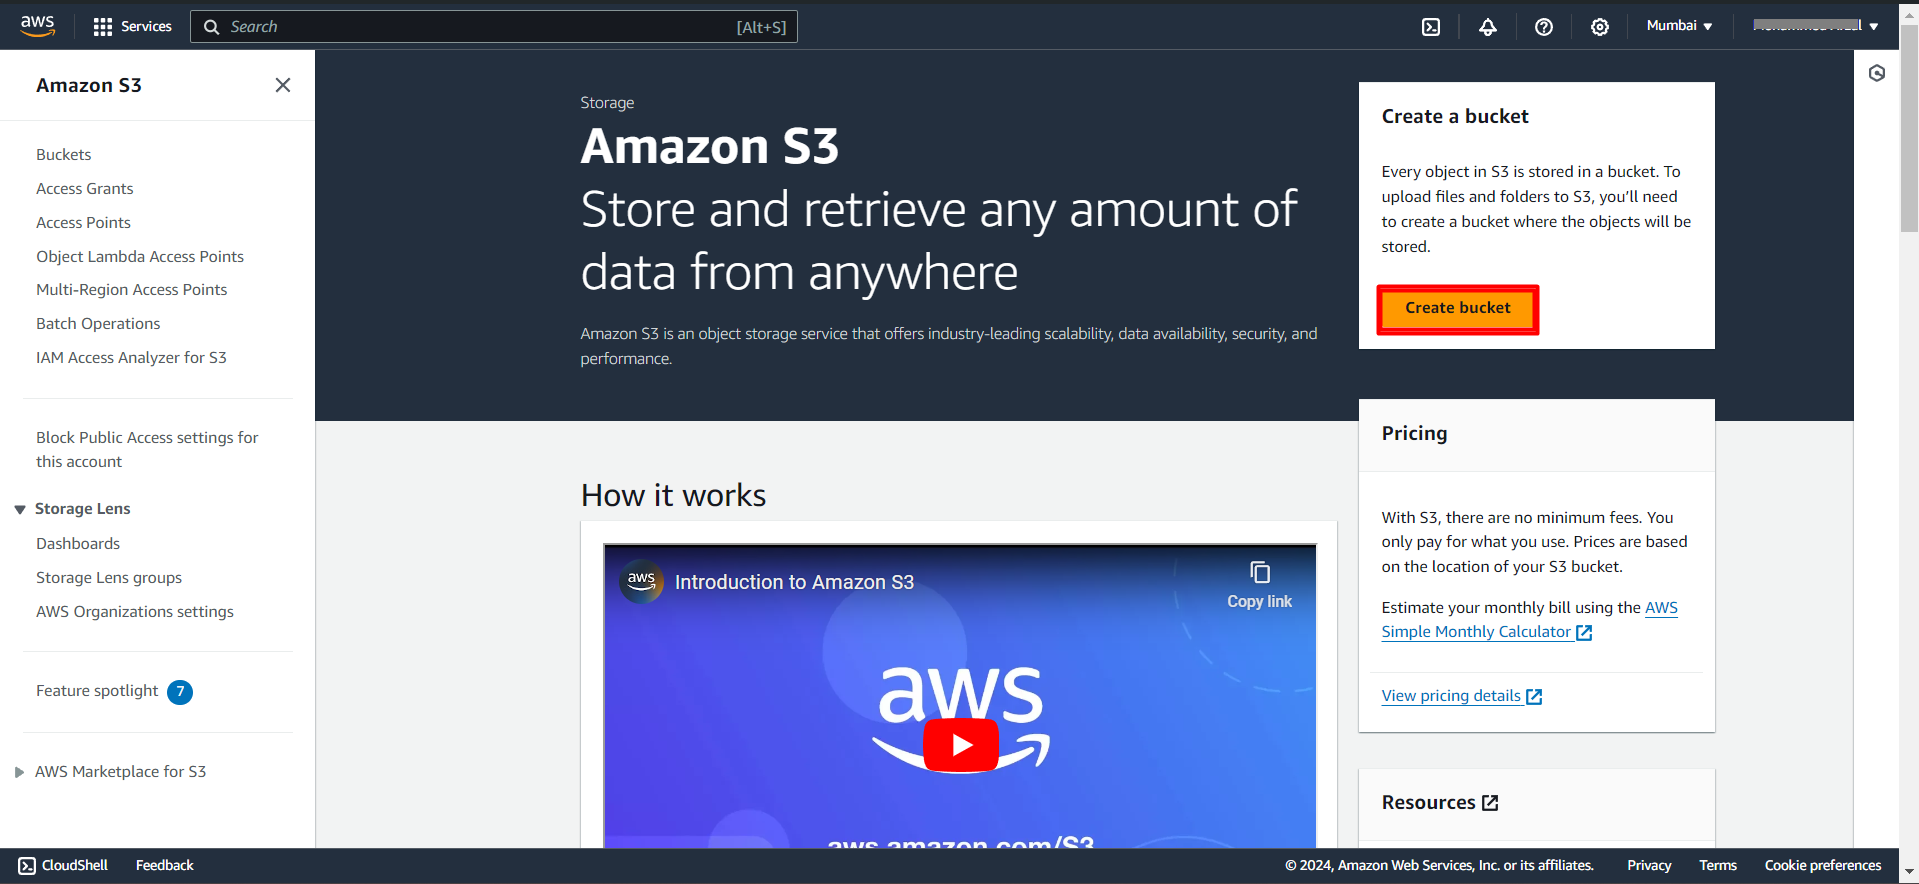 aws
Services
Search
[Alt+S]
Mumbai
Amazon S3
Buckets
Access Grants
Access Points
Object Lambda Access Points
Multi-Region Access Points
Batch Operations
IAM Access Analyzer for S3
Block Public Access settings for
this account
Storage Lens
Dashboards
Storage Lens groups
AWS Organizations settings
Feature spotlight 7
AWS Marketplace for S3
Storage
Amazon S3
Store and retrieve any amount of
data from anywhere
Amazon S3 is an object storage service that offers industry-leading scalability, data availability, security, and
performance.
How it works
aws
Introduction to Amazon S3
Copy link
aws
aws.amazon.com/S3
Create a bucket
Every object in S3 is stored in a bucket. To
upload files and folders to S3, you’ll need
to create a bucket where the objects will be
stored.
Create bucket
Pricing
With S3, there are no minimum fees. You
only pay for what you use. Prices are based
on the location of your S3 bucket.
Estimate your monthly bill using the AWS
Simple Monthly Calculator
View pricing details
Resources
CloudShell
Feedback
© 2024, Amazon Web Services, Inc. or its affiliates.
Privacy
Terms
Cookie preferences